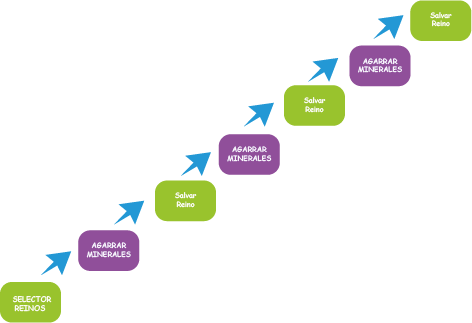 Salvar
Reino
AGARRAR
MINERALES
Salvar
Reino
AGARRAR
MINERALES
Salvar
Reino
AGARRAR
MINERALES
SELECTOR
REINOS